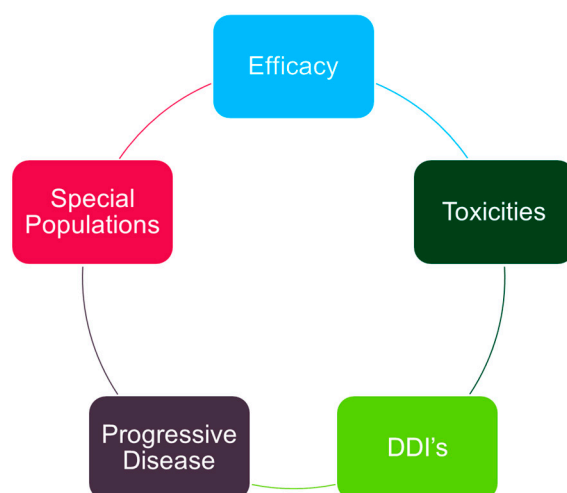 Efficacy
Toxicities
DDI's
Progressive
Disease
Special
Populations